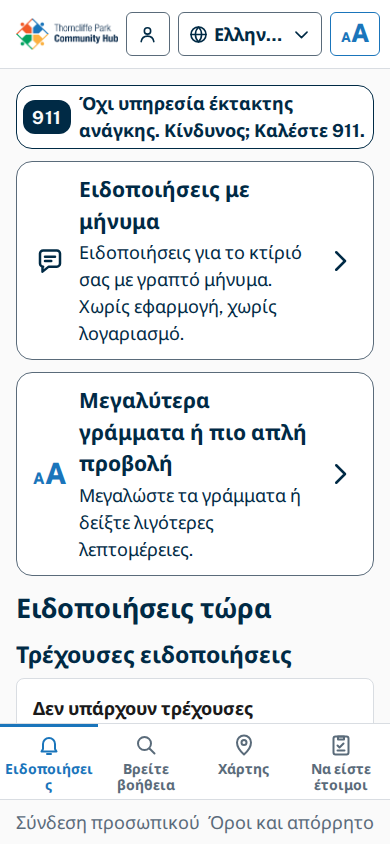 Thorncliffe Park
Community Hub
Ελλην...
AA
911
Όχι υπηρεσία έκτακτης
ανάγκης. Κίνδυνος; Καλέστε 911.
Ειδοποιήσεις με
μήνυμα
Ειδοποιήσεις για το κτίριό
σας με γραπτό μήνυμα.
Χωρίς εφαρμογή, χωρίς
λογαριασμό.
AA
Μεγαλύτερα
γράμματα ή πιο απλή
προβολή
Μεγαλώστε τα γράμματα ή
δείξτε λιγότερες
λεπτομέρειες.
Ειδοποιήσεις τώρα
Τρέχουσες ειδοποιήσεις
Δεν υπάρχουν τρέχουσες
Ειδοποιήσει
ς
Βρείτε
βοήθεια
Χάρτης
Να είστε
έτοιμοι
Σύνδεση προσωπικού
Όροι και απόρρητο